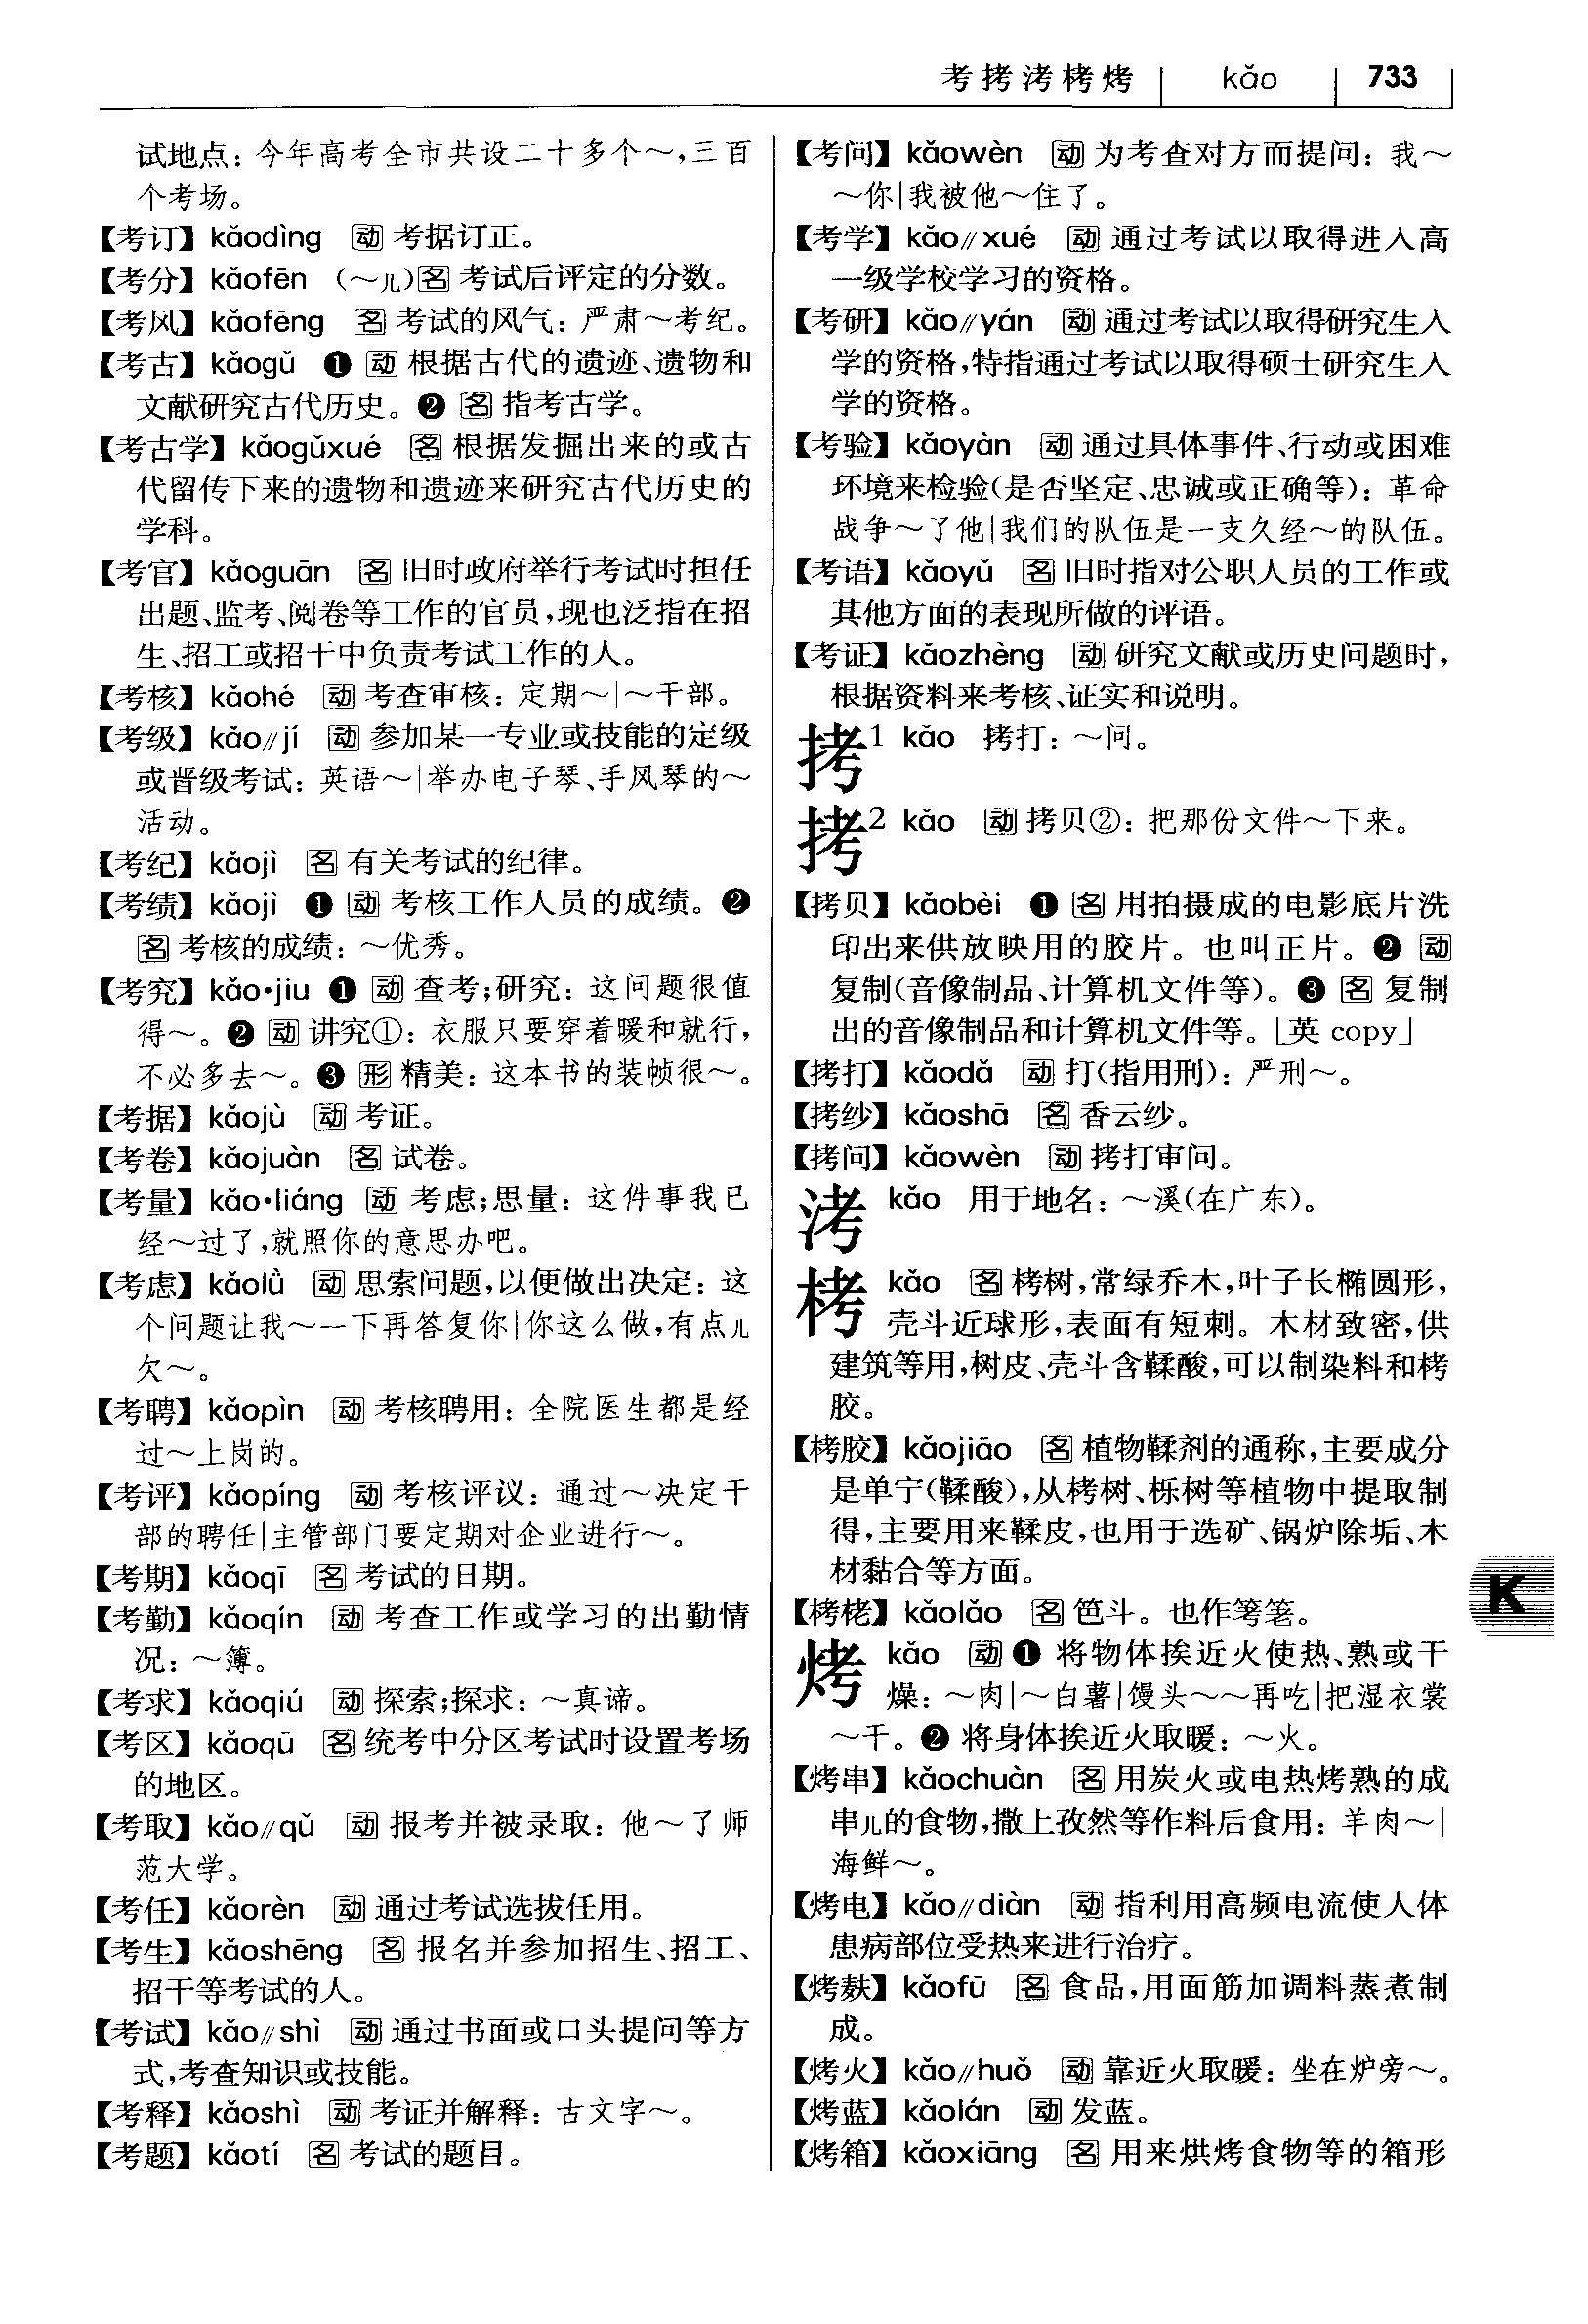 考拷洘栲烤 kǎo 733
试地点：今年高考全市共设二十多个～，三百
个考场。
【考订】kǎodìng 动 考据订正。
【考分】kǎofēn （～儿）名 考试后评定的分数。
【考风】kǎofēng 名 考试的风气：严肃～考纪。
【考古】kǎogǔ ❶ 动 根据古代的遗迹、遗物和
文献研究古代历史。❷ 名 指考古学。
【考古学】kǎogǔxué 名 根据发掘出来的或古
代留传下来的遗物和遗迹来研究古代历史的
学科。
【考官】kǎoguān 名 旧时政府举行考试时担任
出题、监考、阅卷等工作的官员，现也泛指在招
生、招工或招干中负责考试工作的人。
【考核】kǎohé 动 考查审核：定期～|～干部。
【考级】kǎo∥jí 动 参加某一专业或技能的定级
或晋级考试：英语～|举办电子琴、手风琴的～
活动。
【考纪】kǎojì 名 有关考试的纪律。
【考绩】kǎojì ❶ 动 考核工作人员的成绩。❷
名 考核的成绩：～优秀。
【考究】kǎo·jiu ❶ 动 查考；研究：这问题很值
得～。❷ 动 讲究①：衣服只要穿着暖和就行，
不必多去～。❸ 形 精美：这本书的装帧很～。
【考据】kǎojù 动 考证。
【考卷】kǎojuàn 名 试卷。
【考量】kǎo·liáng 动 考虑；思量：这件事我已
经～过了，就照你的意思办吧。
【考虑】kǎolǜ 动 思索问题，以便做出决定：这
个问题让我～一下再答复你|你这么做，有点儿
欠～。
【考聘】kǎopìn 动 考核聘用：全院医生都是经
过～上岗的。
【考评】kǎopíng 动 考核评议：通过～决定干
部的聘任|主管部门要定期对企业进行～。
【考期】kǎoqī 名 考试的日期。
【考勤】kǎoqín 动 考查工作或学习的出勤情
况：～簿。
【考求】kǎoqiú 动 探索；探求：～真谛。
【考区】kǎoqū 名 统考中分区考试时设置考场
的地区。
【考取】kǎo∥qǔ 动 报考并被录取：他～了师
范大学。
【考任】kǎorèn 动 通过考试选拔任用。
【考生】kǎoshēng 名 报名并参加招生、招工、
招干等考试的人。
【考试】kǎo∥shì 动 通过书面或口头提问等方
式，考查知识或技能。
【考释】kǎoshì 动 考证并解释：古文字～。
【考题】kǎotí 名 考试的题目。
【考问】kǎowèn 动 为考查对方而提问：我～
～你|我被他～住了。
【考学】kǎo∥xué 动 通过考试以取得进入高
一级学校学习的资格。
【考研】kǎo∥yán 动 通过考试以取得研究生入
学的资格，特指通过考试以取得硕士研究生入
学的资格。
【考验】kǎoyàn 动 通过具体事件、行动或困难
环境来检验（是否坚定、忠诚或正确等）：革命
战争～了他|我们的队伍是一支久经～的队伍。
【考语】kǎoyǔ 名 旧时指对公职人员的工作或
其他方面的表现所做的评语。
【考证】kǎozhèng 动 研究文献或历史问题时，
根据资料来考核、证实和说明。
拷1 kǎo 拷打：～问。
拷2 kǎo 动 拷贝②：把那份文件～下来。
【拷贝】kǎobèi ❶ 名 用拍摄成的电影底片洗
印出来供放映用的胶片。也叫正片。❷ 动
复制（音像制品、计算机文件等）。❸ 名 复制
出的音像制品和计算机文件等。［英 copy］
【拷打】kǎodǎ 动 打（指用刑）：严刑～。
【拷纱】kǎoshā 名 香云纱。
【拷问】kǎowèn 动 拷打审问。
洘 kǎo 用于地名：～溪（在广东）。
栲 kǎo 名 栲树，常绿乔木，叶子长椭圆形，
壳斗近球形，表面有短刺。木材致密，供
建筑等用，树皮、壳斗含鞣酸，可以制染料和栲
胶。
【栲胶】kǎojiāo 名 植物鞣剂的通称，主要成分
是单宁（鞣酸），从栲树、栎树等植物中提取制
得，主要用来鞣皮，也用于选矿、锅炉除垢、木
材黏合等方面。
【栲栳】kǎolǎo 名 笆斗。也作筹笔。
烤 kǎo 动 ❶ 将物体挨近火使热、熟或干
燥：～肉|～白薯|馒头～～再吃|把湿衣裳
～干。❷ 将身体挨近火取暖：～火。
【烤串】kǎochuàn 名 用炭火或电热烤熟的成
串儿的食物，撒上孜然等作料后食用：羊肉～|
海鲜～。
【烤电】kǎo∥diàn 动 指利用高频电流使人体
患病部位受热来进行治疗。
【烤麸】kǎofū 名 食品，用面筋加调料蒸煮制
成。
【烤火】kǎo∥huǒ 动 靠近火取暖：坐在炉旁～。
【烤蓝】kǎolán 动 发蓝。
【烤箱】kǎoxiāng 名 用来烘烤食物等的箱形
K